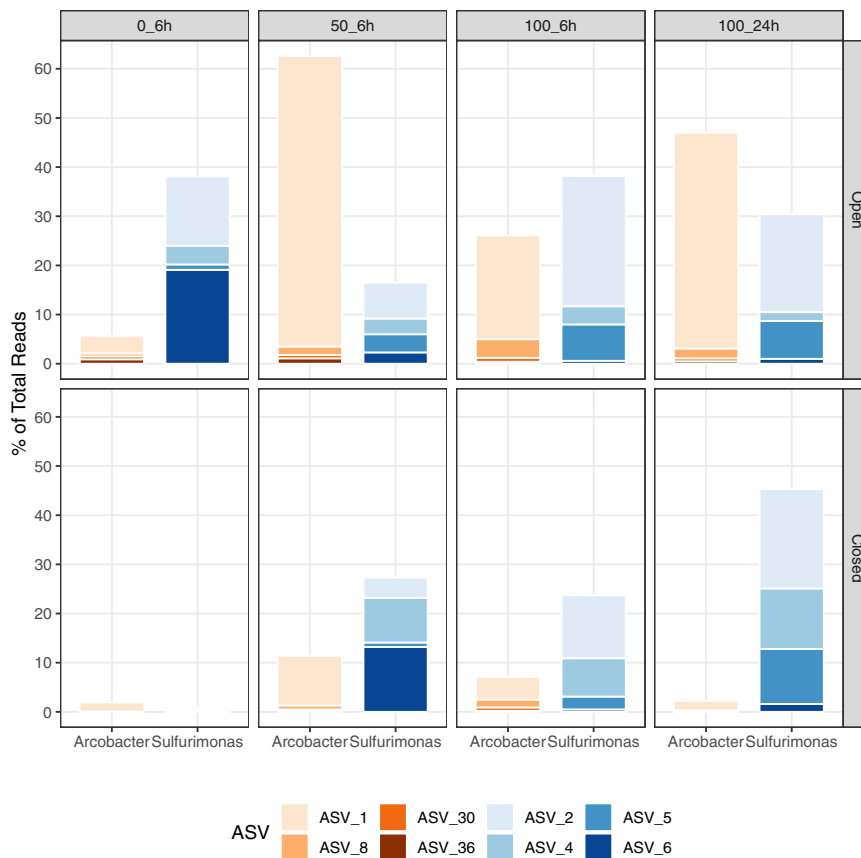 0_6h 50_6h 100_6h 100_24h
% of Total Reads
60
50
40
30
20
10
0
Open
60
50
40
30
20
10
0
Closed
Arcobacter Sulfurimonas Arcobacter Sulfurimonas Arcobacter Sulfurimonas Arcobacter Sulfurimonas
ASV
ASV_1 ASV_30 ASV_2 ASV_5
ASV_8 ASV_36 ASV_4 ASV_6